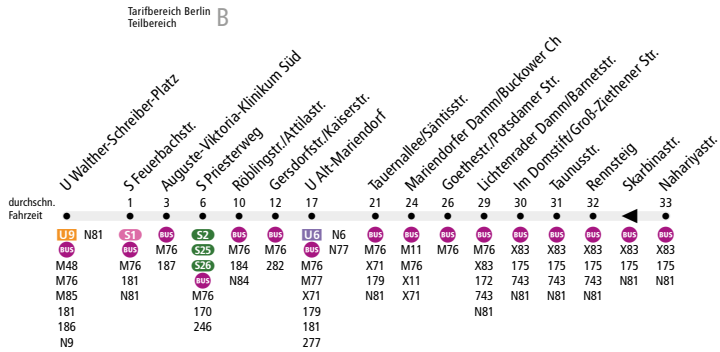 Tarifbereich Berlin
Teilbereich
B
U Walther-Schreiber-Platz
S Feuerbachstr.
Auguste-Viktoria-Klinikum Süd
S Priesterweg
Röblingstr./Attilastr.
Gersdorfstr./Kaiserstr.
U Alt-Mariendorf
Tauernallee/Säntisstr.
Mariendorfer Damm/Buckower Ch
Goethestr./Potsdamer Str.
Lichtenrader Damm/Barnetstr.
Im Domstift/Groß-Ziethener Str.
Taunusstr.
Rennsteig
Skarbinastr.
Nahariyastr.
durchschn. 1 3 6 10 12 17 21 24 26 29 30 31 32 33
Fahrzeit
U9 N81 S1 BUS S2 BUS BUS U6 N6 BUS BUS BUS BUS BUS BUS BUS BUS BUS
BUS BUS M76 S25 M76 M76 BUS N77 M76 M11 M76 M76 X83 X83 X83 X83 X83
M48 M76 187 S26 184 282 M76 X71 M76 X83 175 175 175 175 175
M76 181 BUS N84 M77 179 X11 172 743 743 743 N81 N81
M85 N81 M76 X71 N81 X71 743 N81 N81 N81
181 170 179 N81
186 246 181
N9 277